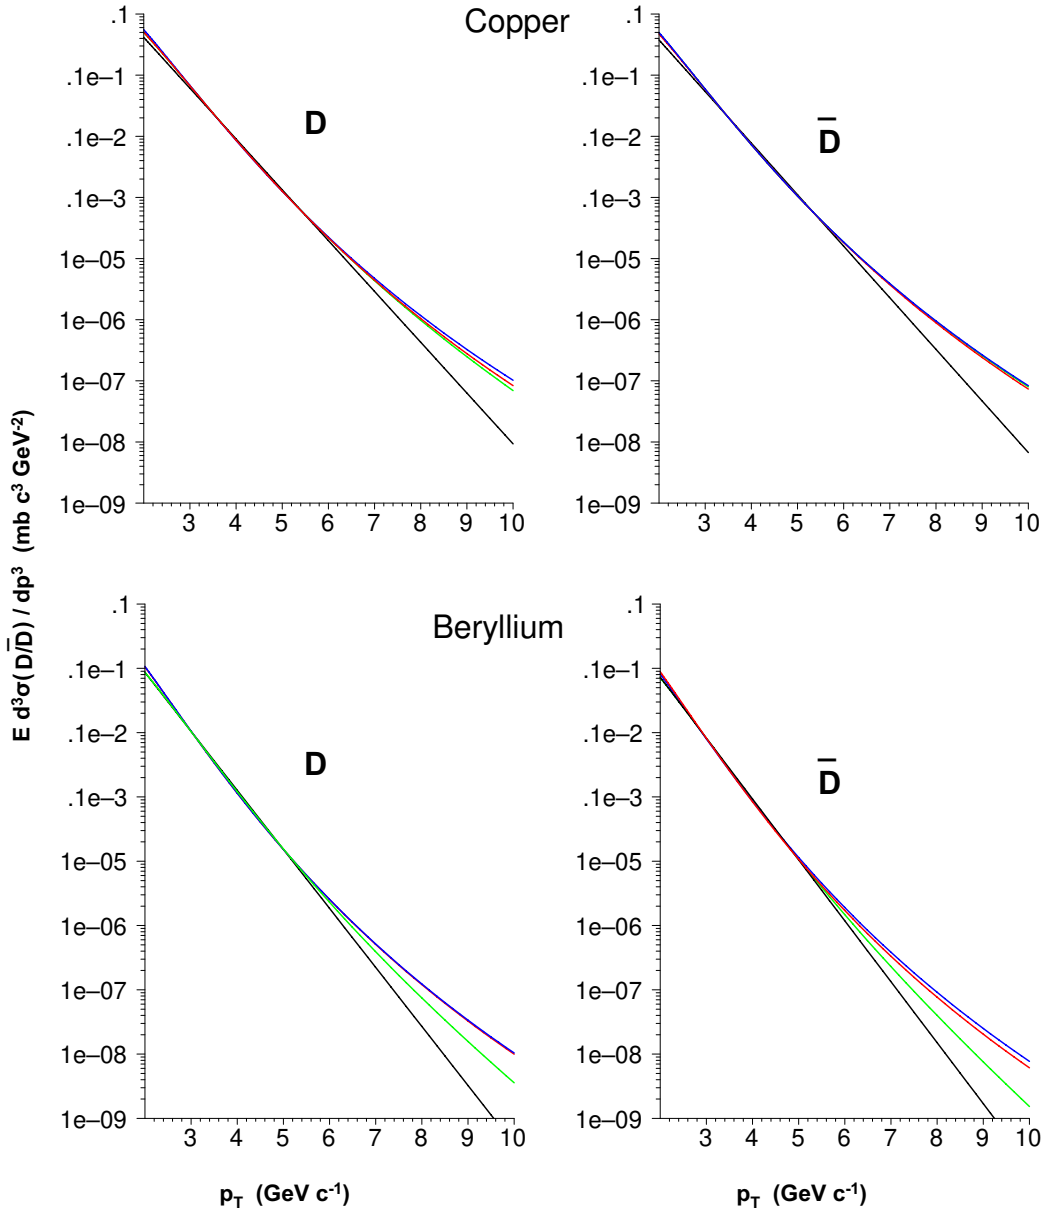 Copper
.1
.1e–1
.1e–2
.1e–3
1e–05
1e–06
1e–07
1e–08
1e–09
3 4 5 6 7 8 9 10
D
.1
.1e–1
.1e–2
.1e–3
1e–05
1e–06
1e–07
1e–08
1e–09
3 4 5 6 7 8 9 10
D̅
E d³σ(D̅/D) / dp³ (mb c³ GeV⁻²)
Beryllium
.1
.1e–1
.1e–2
.1e–3
1e–05
1e–06
1e–07
1e–08
1e–09
3 4 5 6 7 8 9 10
D
.1
.1e–1
.1e–2
.1e–3
1e–05
1e–06
1e–07
1e–08
1e–09
3 4 5 6 7 8 9 10
D̅
p_T (GeV c⁻¹)
p_T (GeV c⁻¹)